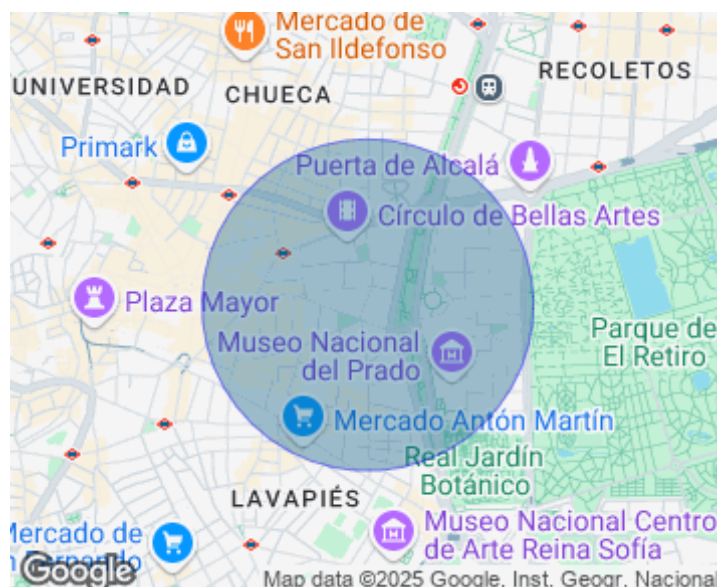 Mercado de
San Ildefonso
RECOLETOS
UNIVERSIDAD
CHUECA
Primark
Puerta de Alcalá
Círculo de Bellas Artes
Plaza Mayor
Museo Nacional
del Prado
Parque de
El Retiro
Mercado Antón Martín
Real Jardín
Botánico
LAVAPIÉS
Museo Nacional Centro
de Arte Reina Sofía
Mercado de
n Fernando
Google
Map data ©2025 Google, Inst. Geogr. Nacional